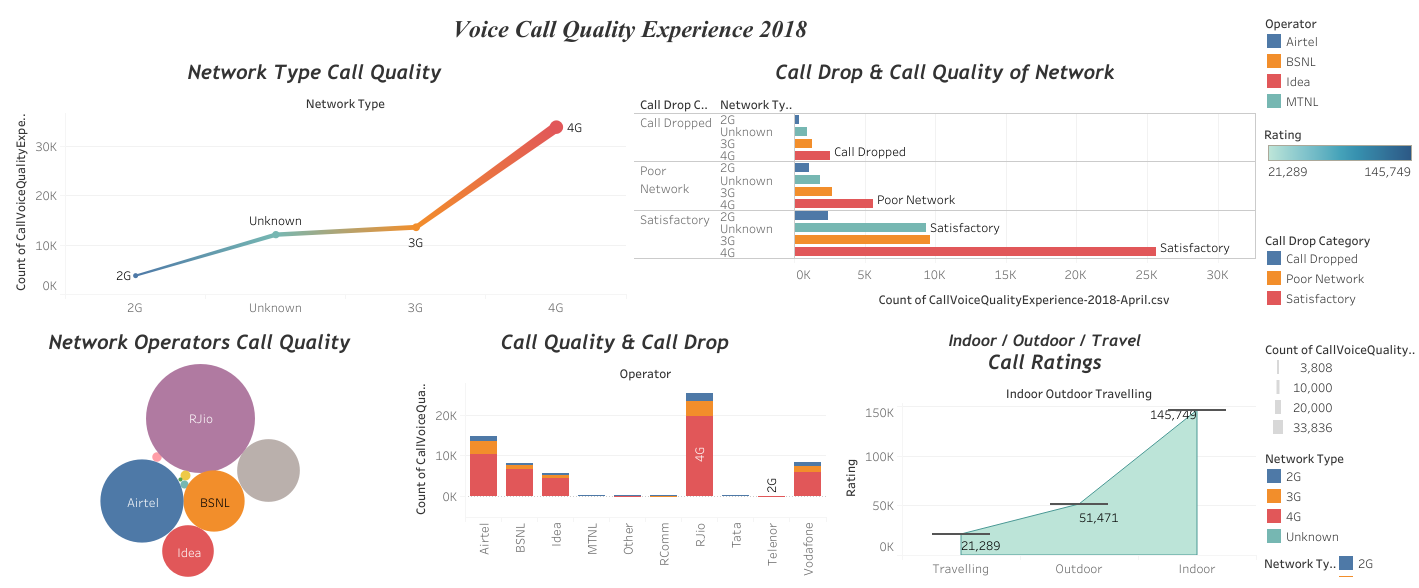 Voice Call Quality Experience 2018
Network Type Call Quality
Network Type
Count of CallVoiceQualityExpe..
30K
20K
10K
0K
2G
Unknown
3G
4G
2G
Unknown
3G
4G
Call Drop & Call Quality of Network
Call Drop C..
Network Ty..
Call Dropped
2G
Unknown
3G
4G
Call Dropped
Poor
Network
2G
Unknown
3G
4G
Poor Network
Satisfactory
2G
Unknown
Satisfactory
3G
4G
Satisfactory
0K
5K
10K
15K
20K
25K
30K
Count of CallVoiceQualityExperience-2018-April.csv
Network Operators Call Quality
RJio
Airtel
BSNL
Idea
Call Quality & Call Drop
Operator
Count of CallVoiceQua..
20K
10K
0K
4G
2G
Airtel
BSNL
Idea
MTNL
Other
RComm
RJio
Tata
Telenor
Vodafone
Indoor / Outdoor / Travel
Call Ratings
Indoor Outdoor Travelling
Rating
150K
100K
50K
0K
145,749
51,471
21,289
Travelling
Outdoor
Indoor
Operator
Airtel
BSNL
Idea
MTNL
Rating
21,289
145,749
Call Drop Category
Call Dropped
Poor Network
Satisfactory
Count of CallVoiceQuality..
3,808
10,000
20,000
33,836
Network Type
2G
3G
4G
Unknown
Network Ty..
2G